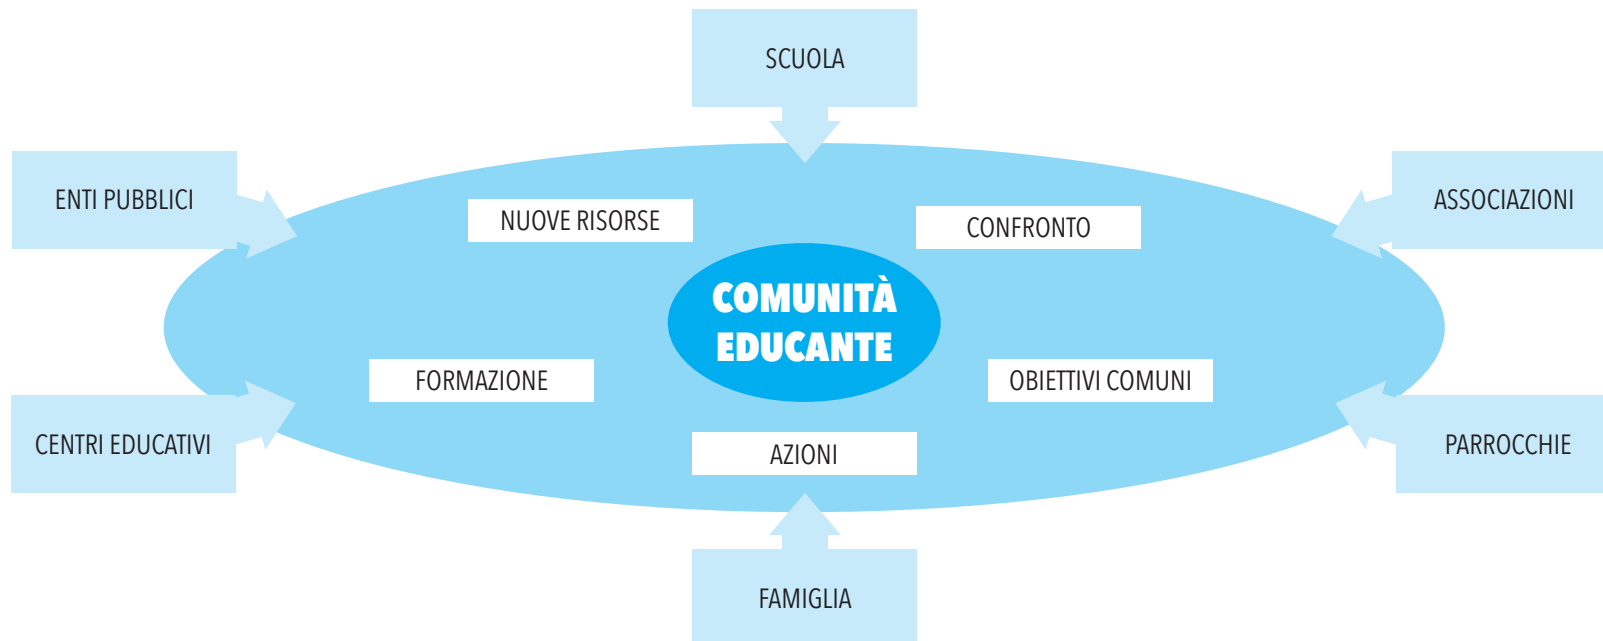 SCUOLA
ENTI PUBBLICI
ASSOCIAZIONI
NUOVE RISORSE
CONFRONTO
COMUNITÀ
EDUCANTE
FORMAZIONE
OBIETTIVI COMUNI
CENTRI EDUCATIVI
AZIONI
PARROCCHIE
FAMIGLIA